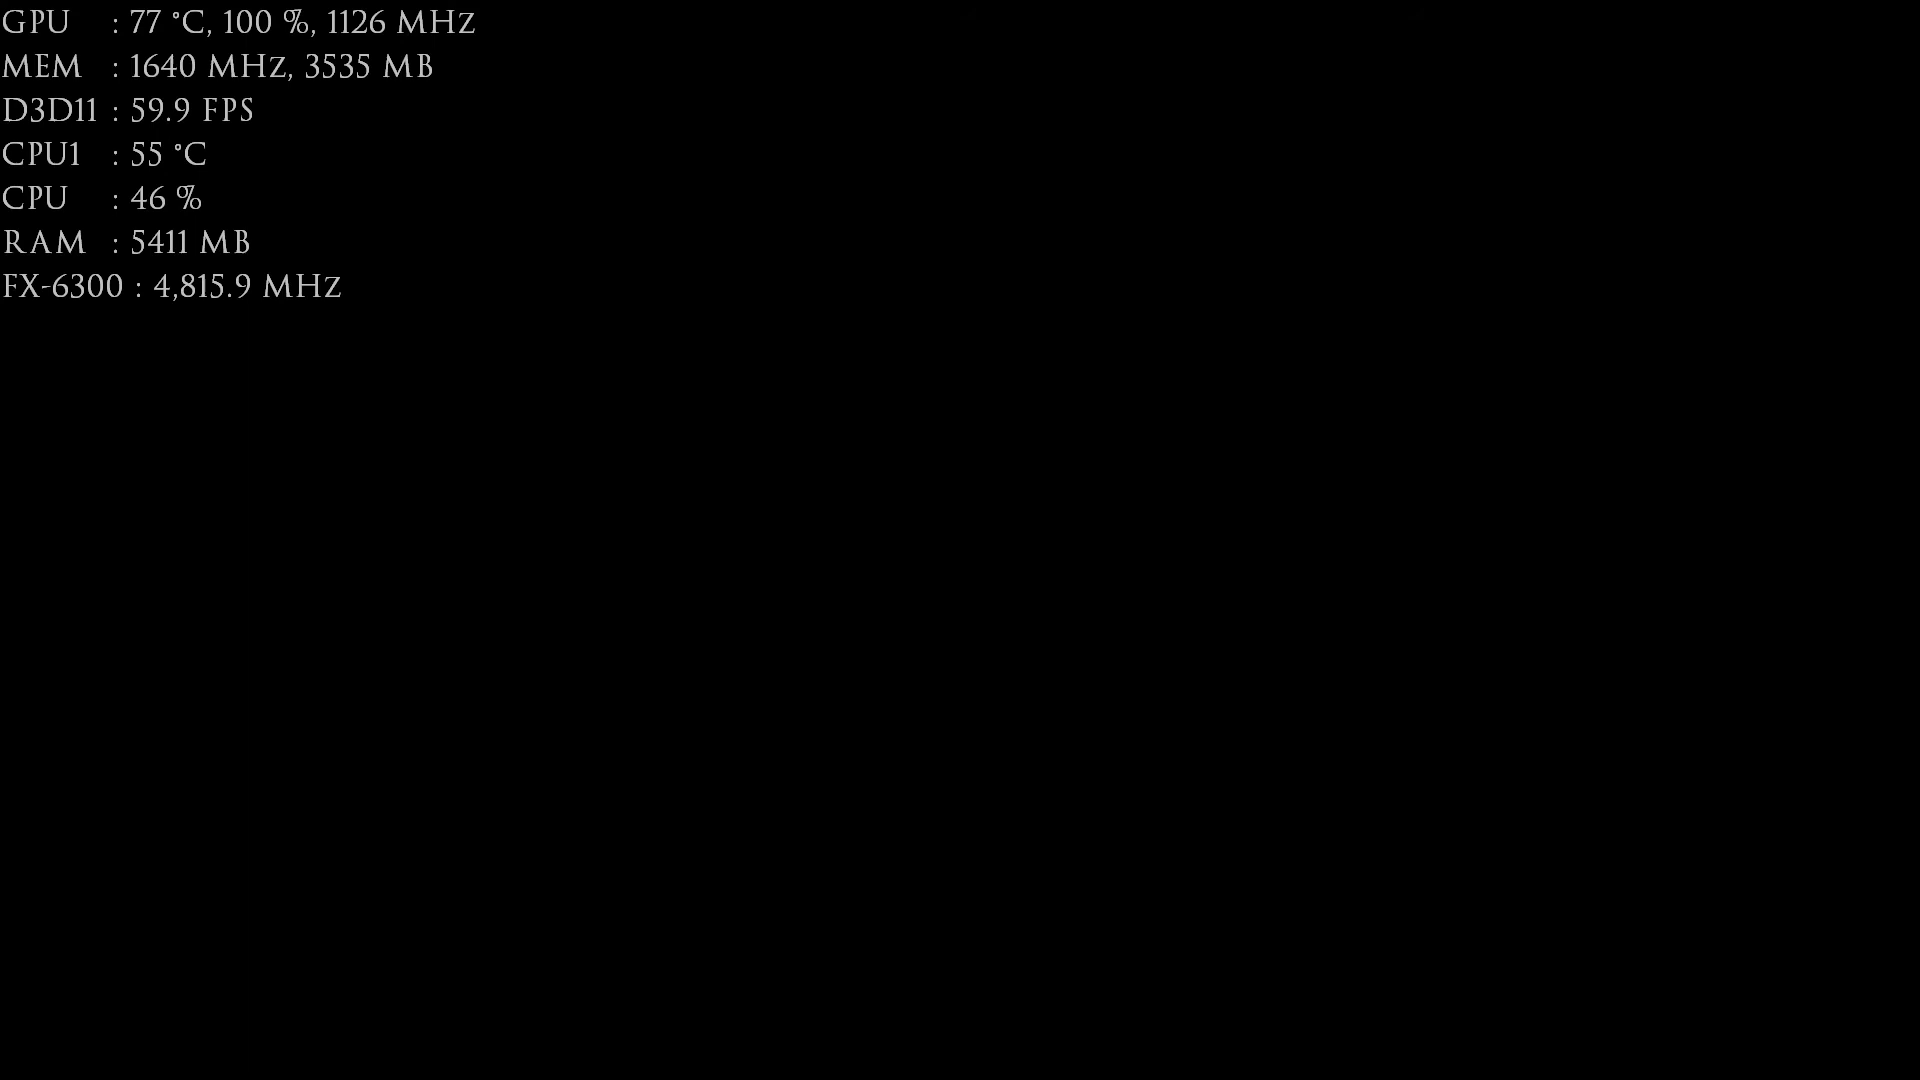 GPU : 77 °C, 100 %, 1126 MHz
MEM : 1640 MHz, 3535 MB
D3D11 : 59.9 FPS
CPU1 : 55 °C
CPU : 46 %
RAM : 5411 MB
FX-6300 : 4,815.9 MHz